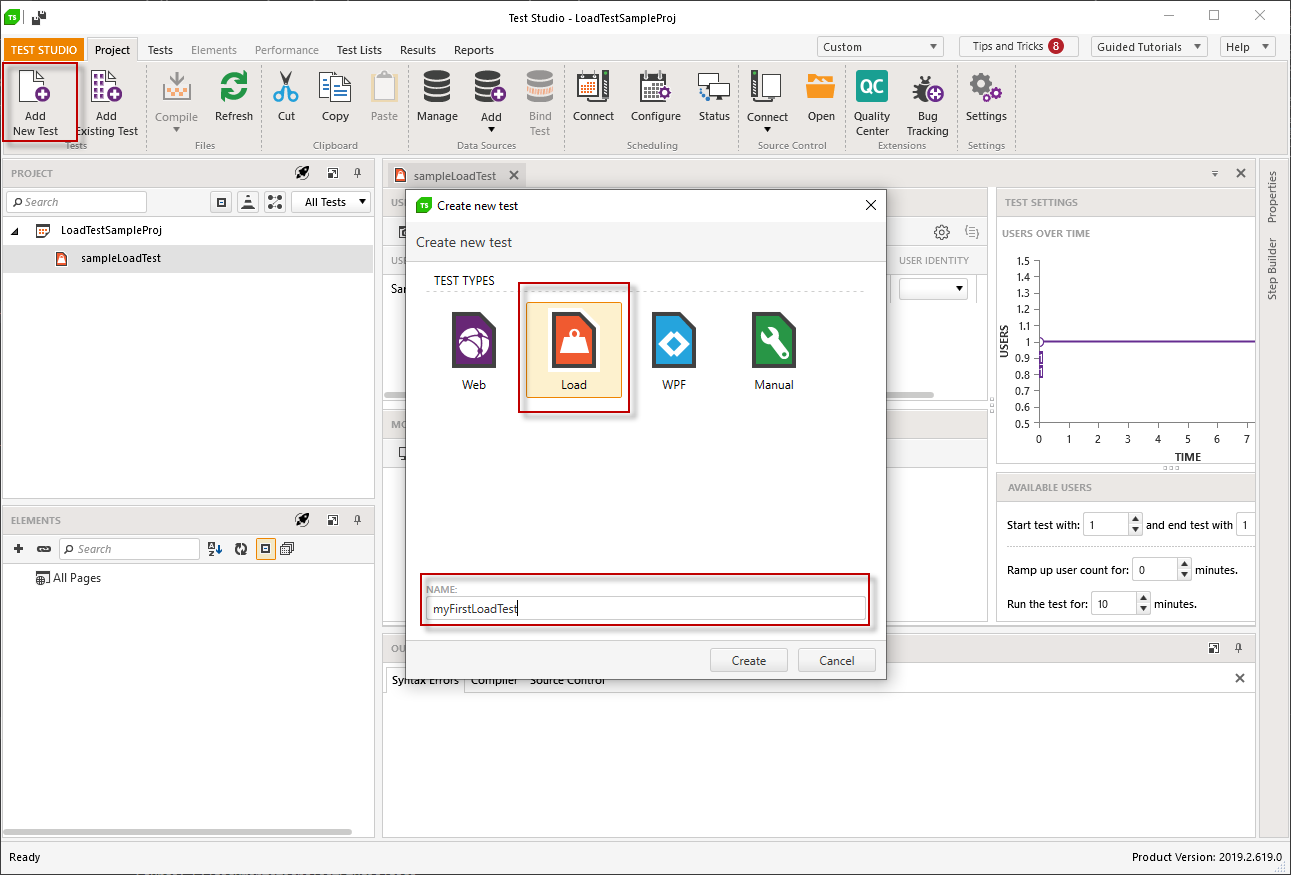 TS
Test Studio - LoadTestSampleProj
TEST STUDIO Project Tests Elements Performance Test Lists Results Reports
Custom Tips and Tricks 8 Guided Tutorials Help
Add New Test
Add Existing Test
Tests
Compile
Refresh
Files
Cut
Copy
Paste
Clipboard
Manage
Add
Bind Test
Data Sources
Connect
Configure
Status
Scheduling
Connect
Open
Source Control
QC
Quality Center
Bug Tracking
Extensions
Settings
Settings
PROJECT
Search
All Tests
LoadTestSampleProj
sampleLoadTest
ELEMENTS
Search
All Pages
sampleLoadTest
USER IDENTITY
TS Create new test
Create new test
TEST TYPES
Web
Load
WPF
Manual
NAME:
myFirstLoadTest
Create Cancel
Syntax Errors Compiler Source Control
TEST SETTINGS
USERS OVER TIME
USERS
1.5
1.4
1.3
1.2
1.1
1
0.9
0.8
0.7
0.6
0.5
0 1 2 3 4 5 6 7
TIME
AVAILABLE USERS
Start test with: 1 and end test with 1
Ramp up user count for: 0 minutes.
Run the test for: 10 minutes.
Properties
Step Builder
Ready
Product Version: 2019.2.619.0